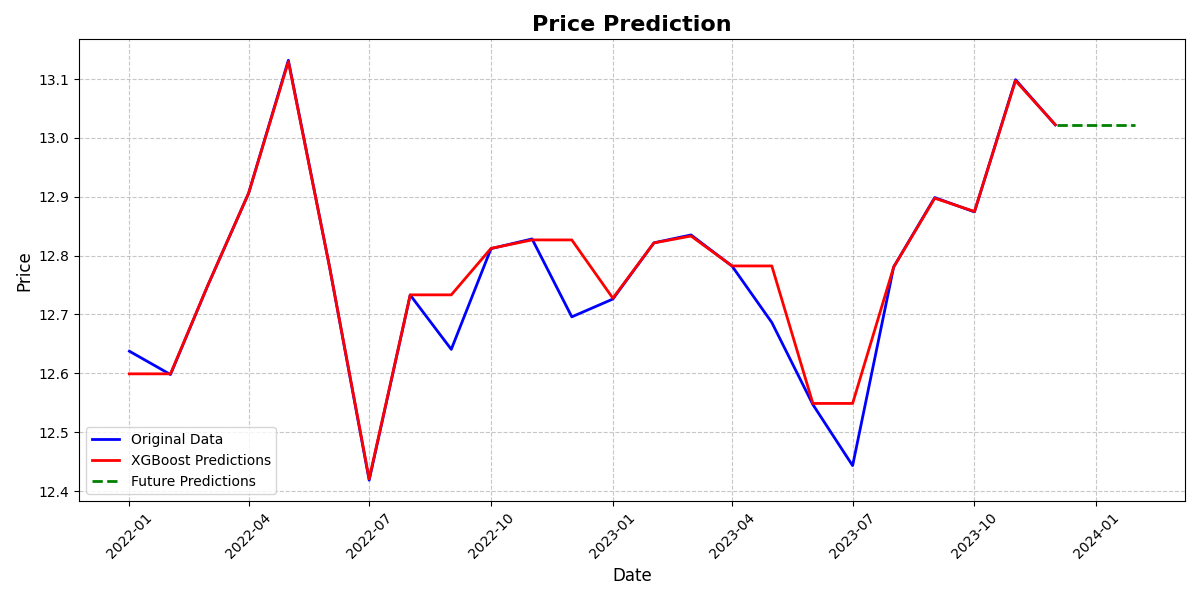 Price Prediction
Price
13.1
13.0
12.9
12.8
12.7
12.6
12.5
12.4
Original Data
XGBoost Predictions
Future Predictions
2022-01
2022-04
2022-07
2022-10
2023-01
2023-04
2023-07
2023-10
2024-01
Date